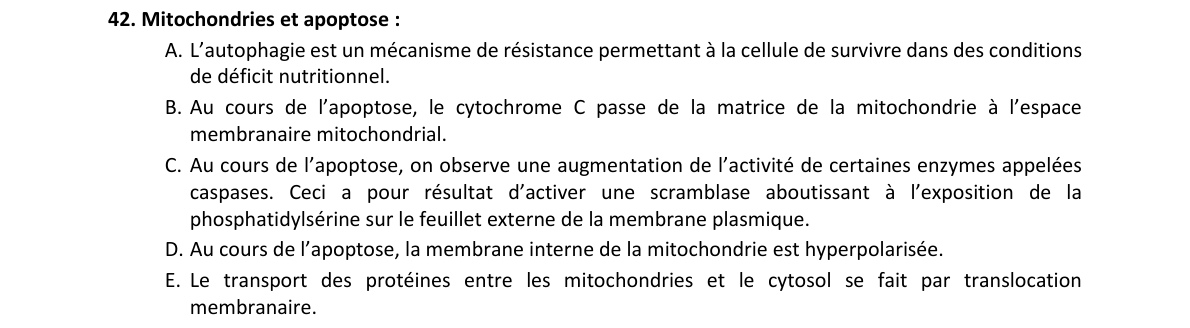 42. Mitochondries et apoptose :
A. L’autophagie est un mécanisme de résistance permettant à la cellule de survivre dans des conditions
de déficit nutritionnel.
B. Au cours de l’apoptose, le cytochrome C passe de la matrice de la mitochondrie à l’espace
membranaire mitochondrial.
C. Au cours de l’apoptose, on observe une augmentation de l’activité de certaines enzymes appelées
caspases. Ceci a pour résultat d’activer une scramblase aboutissant à l’exposition de la
phosphatidylsérine sur le feuillet externe de la membrane plasmique.
D. Au cours de l’apoptose, la membrane interne de la mitochondrie est hyperpolarisée.
E. Le transport des protéines entre les mitochondries et le cytosol se fait par translocation
membranaire.